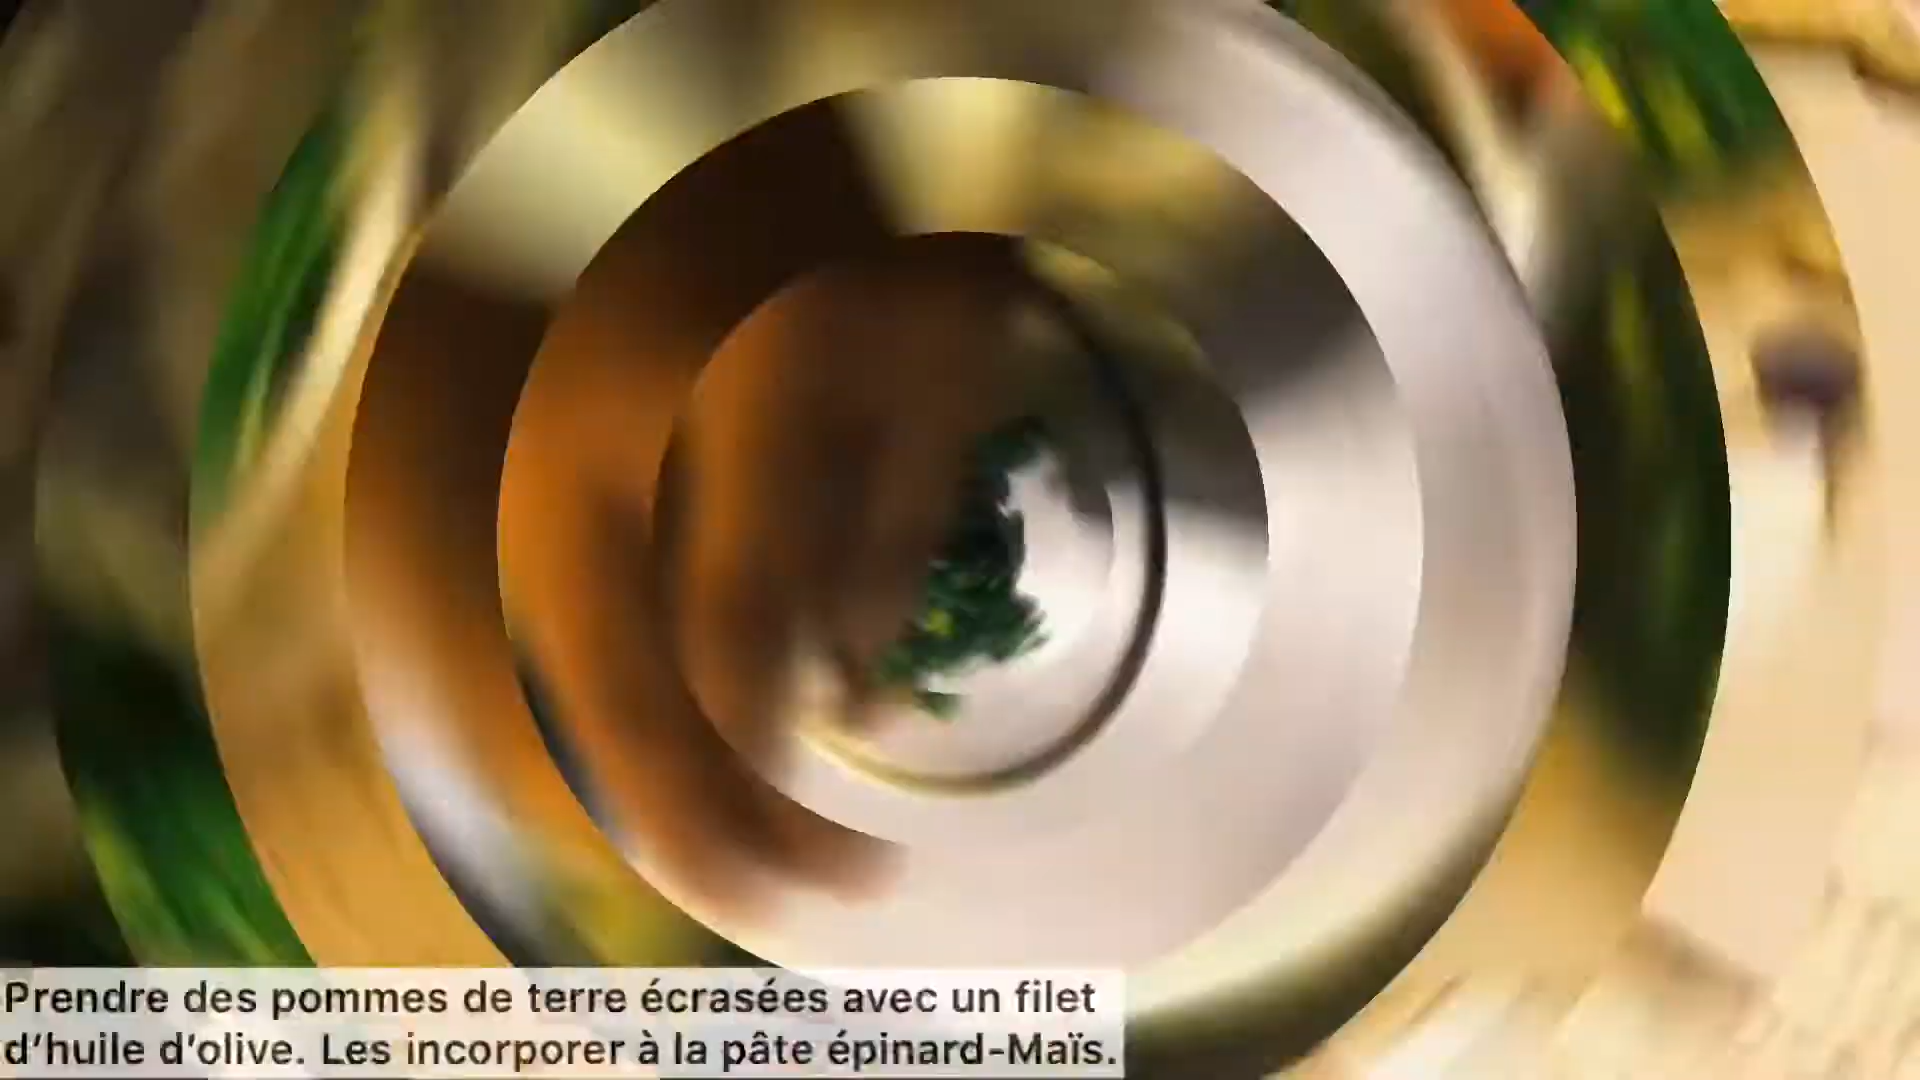 Prendre des pommes de terre écrasées avec un filet
d’huile d’olive. Les incorporer à la pâte épinard-Maïs.